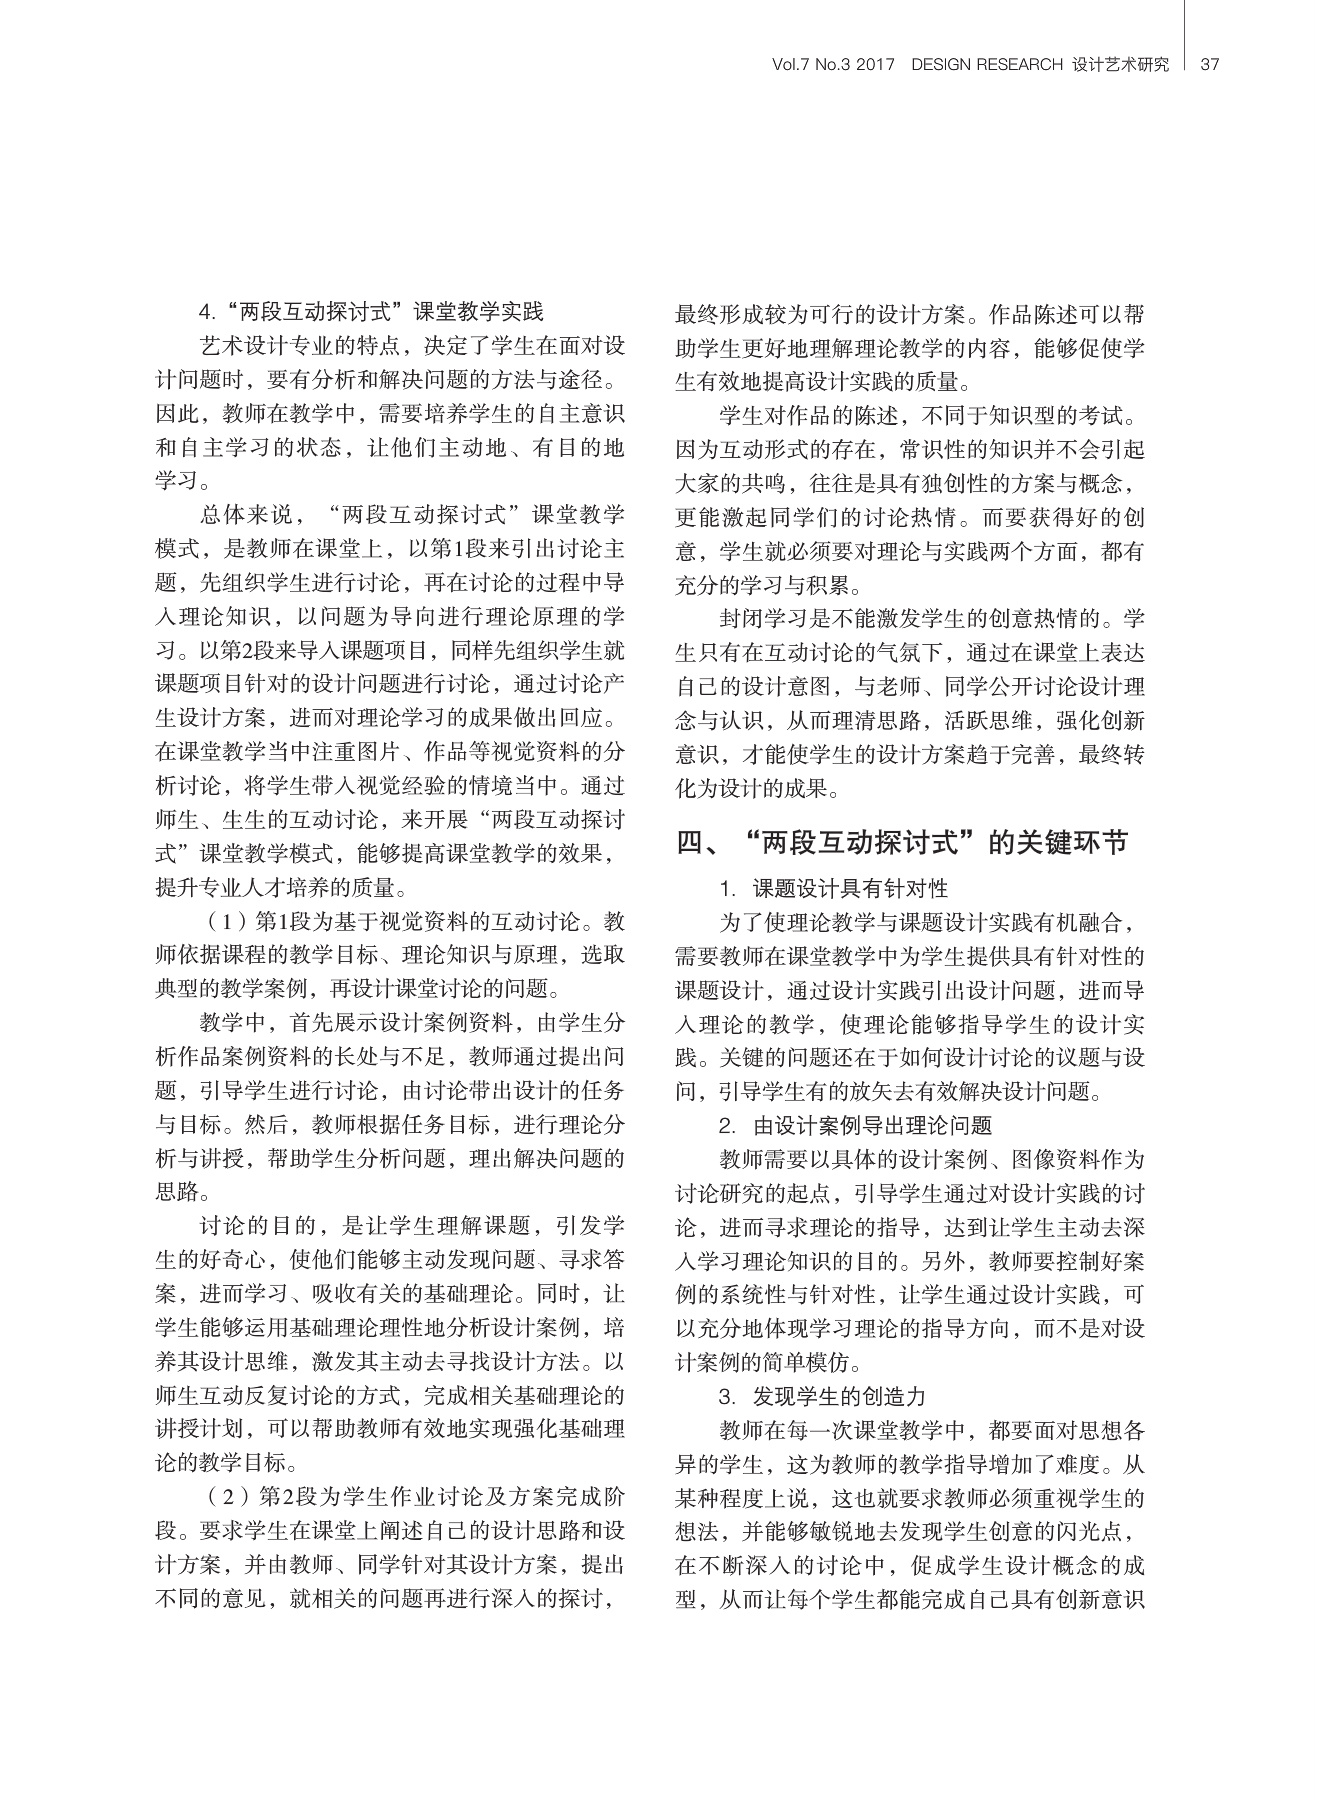 Vol.7 No.3 2017 DESIGN RESEARCH 设计艺术研究 37
4.“两段互动探讨式”课堂教学实践
艺术设计专业的特点，决定了学生在面对设
计问题时，要有分析和解决问题的方法与途径。
因此，教师在教学中，需要培养学生的自主意识
和自主学习的状态，让他们主动地、有目的地
学习。
总体来说，“两段互动探讨式”课堂教学
模式，是教师在课堂上，以第1段来引出讨论主
题，先组织学生进行讨论，再在讨论的过程中导
入理论知识，以问题为导向进行理论原理的学
习。以第2段来导入课题项目，同样先组织学生就
课题项目针对的设计问题进行讨论，通过讨论产
生设计方案，进而对理论学习的成果做出回应。
在课堂教学当中注重图片、作品等视觉资料的分
析讨论，将学生带入视觉经验的情境当中。通过
师生、生生的互动讨论，来开展“两段互动探讨
式”课堂教学模式，能够提高课堂教学的效果，
提升专业人才培养的质量。
（1）第1段为基于视觉资料的互动讨论。教
师依据课程的教学目标、理论知识与原理，选取
典型的教学案例，再设计课堂讨论的问题。
教学中，首先展示设计案例资料，由学生分
析作品案例资料的长处与不足，教师通过提出问
题，引导学生进行讨论，由讨论带出设计的任务
与目标。然后，教师根据任务目标，进行理论分
析与讲授，帮助学生分析问题，理出解决问题的
思路。
讨论的目的，是让学生理解课题，引发学
生的好奇心，使他们能够主动发现问题、寻求答
案，进而学习、吸收有关的基础理论。同时，让
学生能够运用基础理论理性地分析设计案例，培
养其设计思维，激发其主动去寻找设计方法。以
师生互动反复讨论的方式，完成相关基础理论的
讲授计划，可以帮助教师有效地实现强化基础理
论的教学目标。
（2）第2段为学生作业讨论及方案完成阶
段。要求学生在课堂上阐述自己的设计思路和设
计方案，并由教师、同学针对其设计方案，提出
不同的意见，就相关的问题再进行深入的探讨，
最终形成较为可行的设计方案。作品陈述可以帮
助学生更好地理解理论教学的内容，能够促使学
生有效地提高设计实践的质量。
学生对作品的陈述，不同于知识型的考试。
因为互动形式的存在，常识性的知识并不会引起
大家的共鸣，往往是具有独创性的方案与概念，
更能激起同学们的讨论热情。而要获得好的创
意，学生就必须要对理论与实践两个方面，都有
充分的学习与积累。
封闭学习是不能激发学生的创意热情的。学
生只有在互动讨论的气氛下，通过在课堂上表达
自己的设计意图，与老师、同学公开讨论设计理
念与认识，从而理清思路，活跃思维，强化创新
意识，才能使学生的设计方案趋于完善，最终转
化为设计的成果。
四、“两段互动探讨式”的关键环节
1. 课题设计具有针对性
为了使理论教学与课题设计实践有机融合，
需要教师在课堂教学中为学生提供具有针对性的
课题设计，通过设计实践引出设计问题，进而导
入理论的教学，使理论能够指导学生的设计实
践。关键的问题还在于如何设计讨论的议题与设
问，引导学生有的放矢去有效解决设计问题。
2. 由设计案例导出理论问题
教师需要以具体的设计案例、图像资料作为
讨论研究的起点，引导学生通过对设计实践的讨
论，进而寻求理论的指导，达到让学生主动去深
入学习理论知识的目的。另外，教师要控制好案
例的系统性与针对性，让学生通过设计实践，可
以充分地体现学习理论的指导方向，而不是对设
计案例的简单模仿。
3. 发现学生的创造力
教师在每一次课堂教学中，都要面对思想各
异的学生，这为教师的教学指导增加了难度。从
某种程度上说，这也就要求教师必须重视学生的
想法，并能够敏锐地去发现学生创意的闪光点，
在不断深入的讨论中，促成学生设计概念的成
型，从而让每个学生都能完成自己具有创新意识